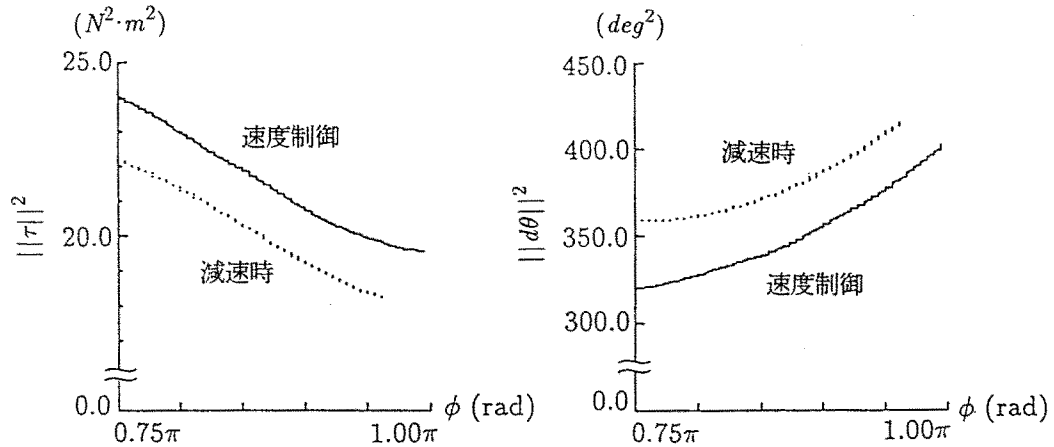 (N²·m²)
25.0
速度制御
||τ||²
20.0
減速時
0.0
0.75π
1.00π
φ (rad)
(deg²)
450.0
減速時
400.0
||dθ||²
350.0
速度制御
300.0
0.0
0.75π
1.00π
φ (rad)